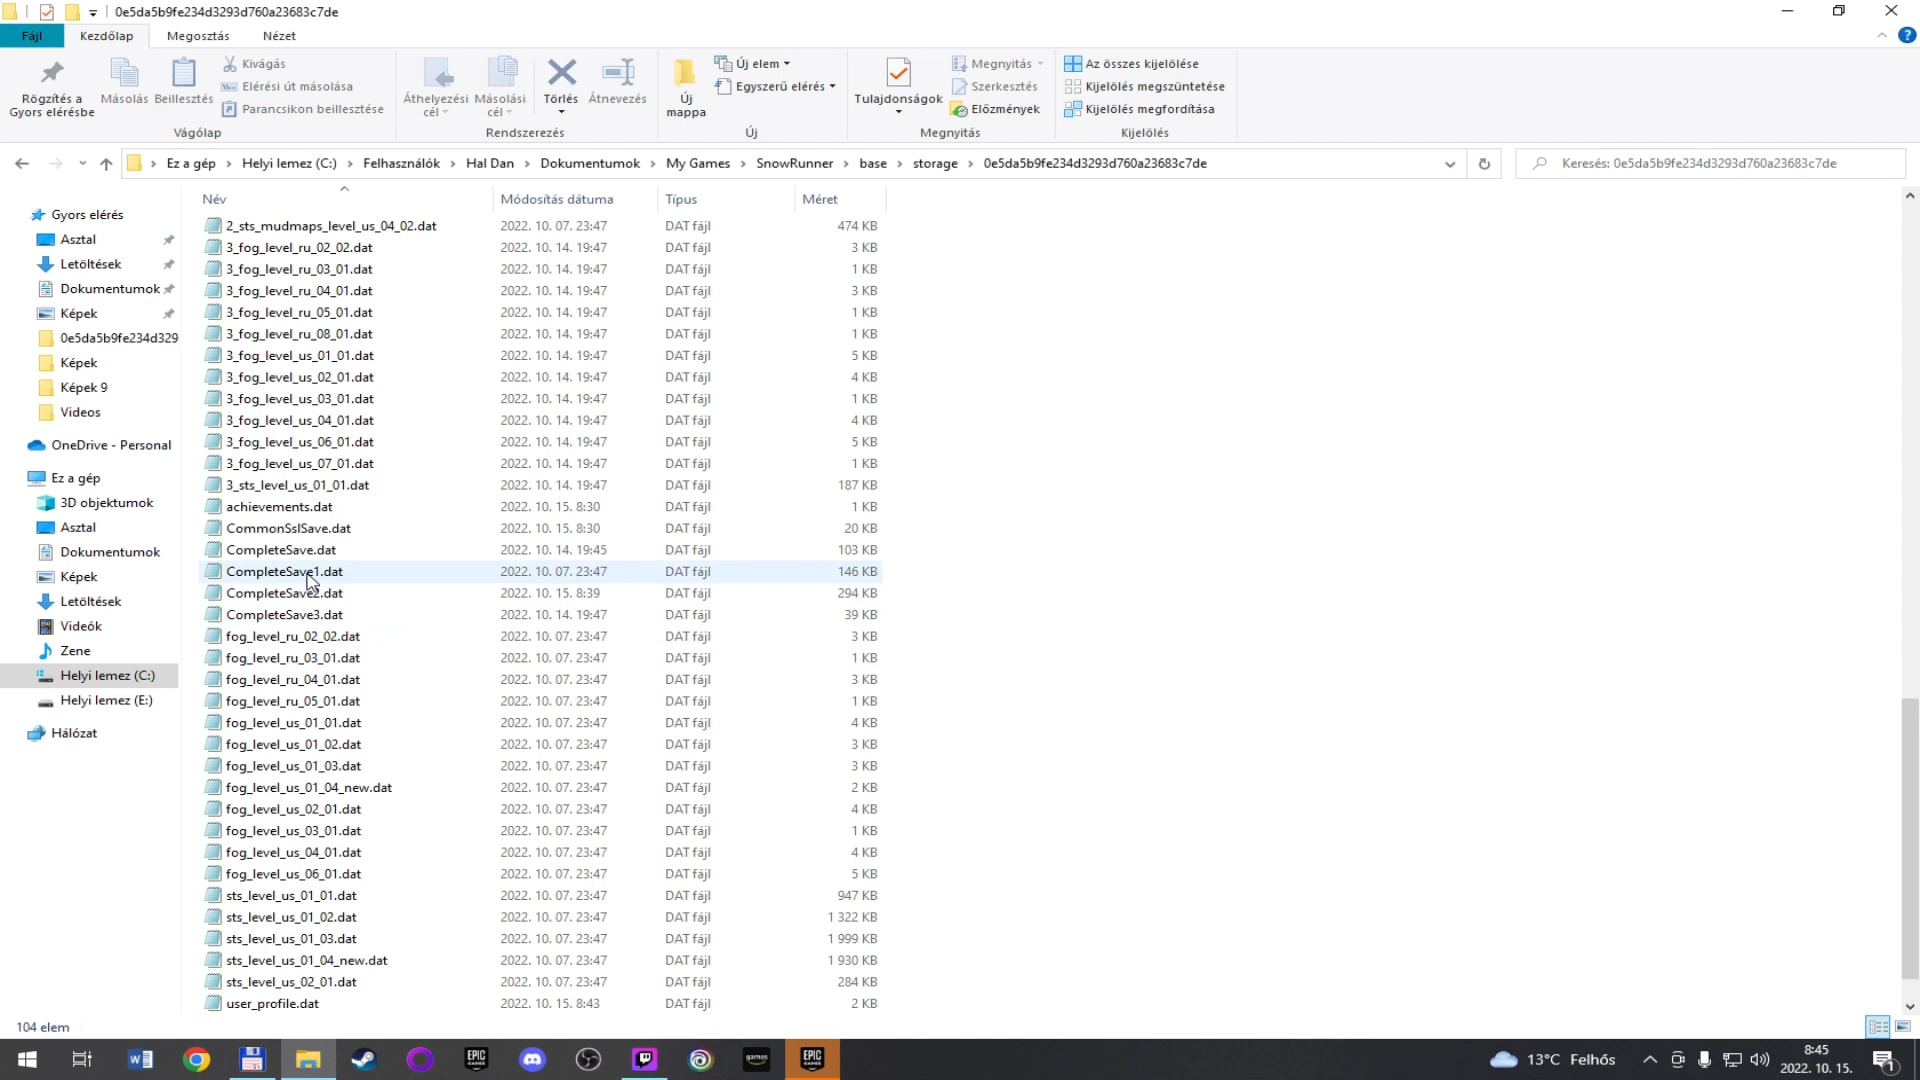 0e5da5b9fe234d3293d760a23683c7de
Fájl Kezdőlap Megosztás Nézet
Rögzítés a Gyors elérésbe
Másolás
Beillesztés
Kivágás
Elérési út másolása
Parancsikon beillesztése
Vágólap
Áthelyezési cél
Másolási cél
Törlés
Átnevezés
Rendszerezés
Új mappa
Új elem
Egyszerű elérés
Új
Tulajdonságok
Megnyitás
Szerkesztés
Előzmények
Megnyitás
Az összes kijelölése
Kijelölés megszüntetése
Kijelölés megfordítása
Kijelölés
Ez a gép Helyi lemez (C:) Felhasználók Hal Dan Dokumentumok My Games SnowRunner base storage 0e5da5b9fe234d3293d760a23683c7de
Keresés: 0e5da5b9fe234d3293d760a23683c7de
Gyors elérés
Asztal
Letöltések
Dokumentumok
Képek
0e5da5b9fe234d329
Képek
Képek 9
Videos
OneDrive - Personal
Ez a gép
3D objektumok
Asztal
Dokumentumok
Képek
Letöltések
Videók
Zene
Helyi lemez (C:)
Helyi lemez (E:)
Hálózat
Név Módosítás dátuma Típus Méret
2_sts_mudmaps_level_us_04_02.dat 2022. 10. 07. 23:47 DAT fájl 474 KB
3_fog_level_ru_02_02.dat 2022. 10. 14. 19:47 DAT fájl 3 KB
3_fog_level_ru_03_01.dat 2022. 10. 14. 19:47 DAT fájl 1 KB
3_fog_level_ru_04_01.dat 2022. 10. 14. 19:47 DAT fájl 3 KB
3_fog_level_ru_05_01.dat 2022. 10. 14. 19:47 DAT fájl 1 KB
3_fog_level_ru_08_01.dat 2022. 10. 14. 19:47 DAT fájl 1 KB
3_fog_level_us_01_01.dat 2022. 10. 14. 19:47 DAT fájl 5 KB
3_fog_level_us_02_01.dat 2022. 10. 14. 19:47 DAT fájl 4 KB
3_fog_level_us_03_01.dat 2022. 10. 14. 19:47 DAT fájl 1 KB
3_fog_level_us_04_01.dat 2022. 10. 14. 19:47 DAT fájl 4 KB
3_fog_level_us_06_01.dat 2022. 10. 14. 19:47 DAT fájl 5 KB
3_fog_level_us_07_01.dat 2022. 10. 14. 19:47 DAT fájl 1 KB
3_sts_level_us_01_01.dat 2022. 10. 14. 19:47 DAT fájl 187 KB
achievements.dat 2022. 10. 15. 8:30 DAT fájl 1 KB
CommonSslSave.dat 2022. 10. 15. 8:30 DAT fájl 20 KB
CompleteSave.dat 2022. 10. 14. 19:45 DAT fájl 103 KB
CompleteSave1.dat 2022. 10. 07. 23:47 DAT fájl 146 KB
CompleteSave2.dat 2022. 10. 15. 8:39 DAT fájl 294 KB
CompleteSave3.dat 2022. 10. 14. 19:47 DAT fájl 39 KB
fog_level_ru_02_02.dat 2022. 10. 07. 23:47 DAT fájl 3 KB
fog_level_ru_03_01.dat 2022. 10. 07. 23:47 DAT fájl 1 KB
fog_level_ru_04_01.dat 2022. 10. 07. 23:47 DAT fájl 3 KB
fog_level_ru_05_01.dat 2022. 10. 07. 23:47 DAT fájl 1 KB
fog_level_us_01_01.dat 2022. 10. 07. 23:47 DAT fájl 4 KB
fog_level_us_01_02.dat 2022. 10. 07. 23:47 DAT fájl 3 KB
fog_level_us_01_03.dat 2022. 10. 07. 23:47 DAT fájl 3 KB
fog_level_us_01_04_new.dat 2022. 10. 07. 23:47 DAT fájl 2 KB
fog_level_us_02_01.dat 2022. 10. 07. 23:47 DAT fájl 4 KB
fog_level_us_03_01.dat 2022. 10. 07. 23:47 DAT fájl 1 KB
fog_level_us_04_01.dat 2022. 10. 07. 23:47 DAT fájl 4 KB
fog_level_us_06_01.dat 2022. 10. 07. 23:47 DAT fájl 5 KB
sts_level_us_01_01.dat 2022. 10. 07. 23:47 DAT fájl 947 KB
sts_level_us_01_02.dat 2022. 10. 07. 23:47 DAT fájl 1 322 KB
sts_level_us_01_03.dat 2022. 10. 07. 23:47 DAT fájl 1 999 KB
sts_level_us_01_04_new.dat 2022. 10. 07. 23:47 DAT fájl 1 930 KB
sts_level_us_02_01.dat 2022. 10. 07. 23:47 DAT fájl 284 KB
user_profile.dat 2022. 10. 15. 8:43 DAT fájl 2 KB
104 elem
EPIC GAMES
games
EPIC GAMES
13°C Felhős
8:45
2022. 10. 15.
1